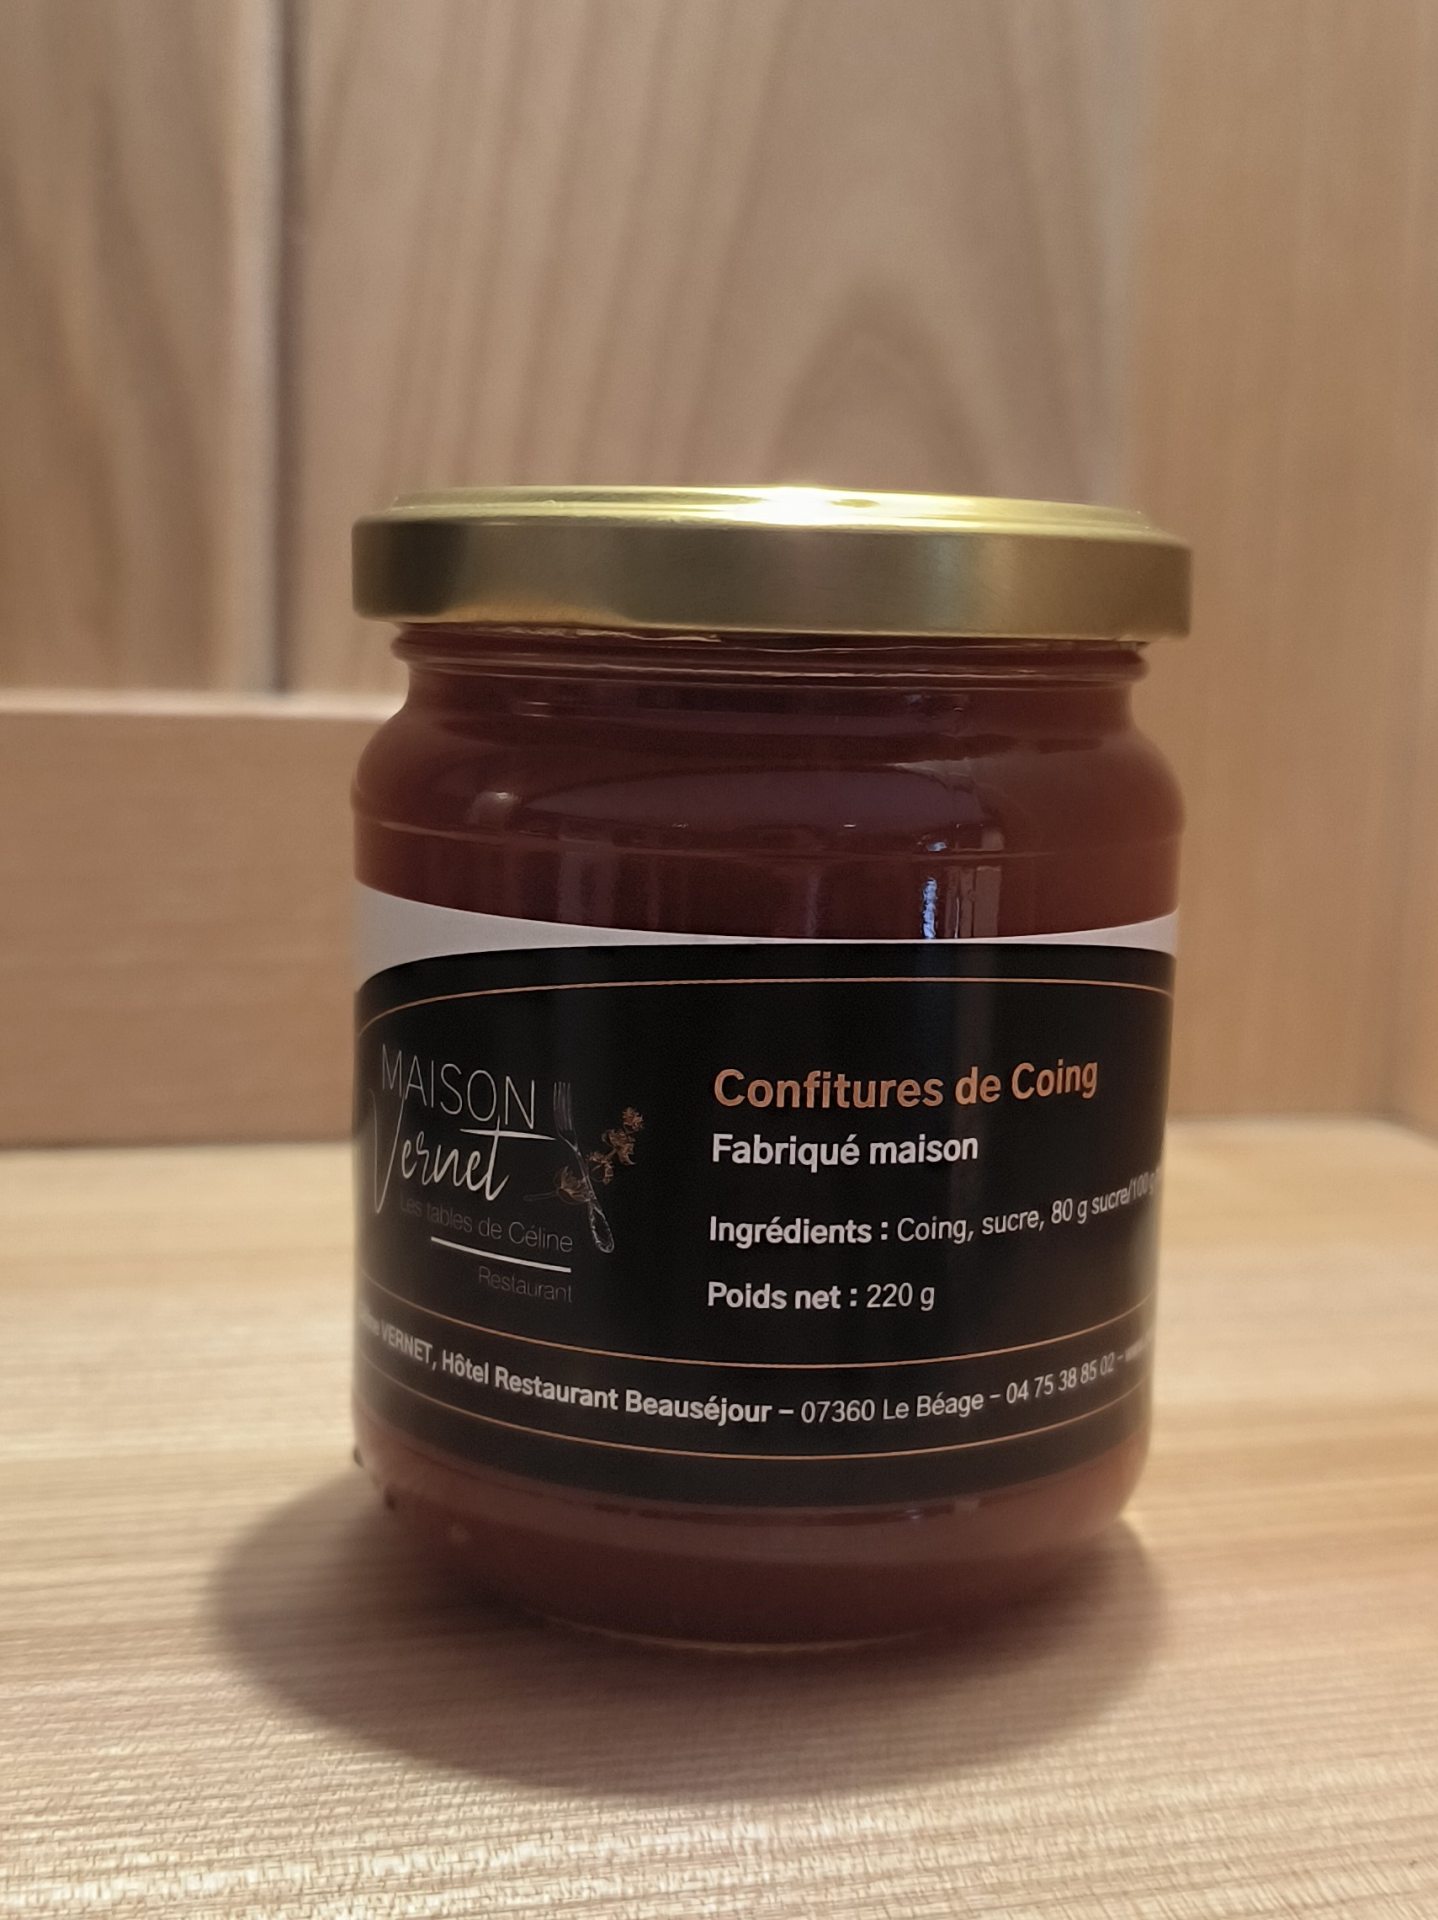 MAISON
Vernet
Les tables de Céline
Restaurant
Confitures de Coing
Fabriqué maison
Ingrédients : Coing, sucre, 80 g sucre/100 g
Poids net : 220 g
VERNET, Hôtel Restaurant Beauséjour – 07360 Le Béage – 04 75 38 85 02 –